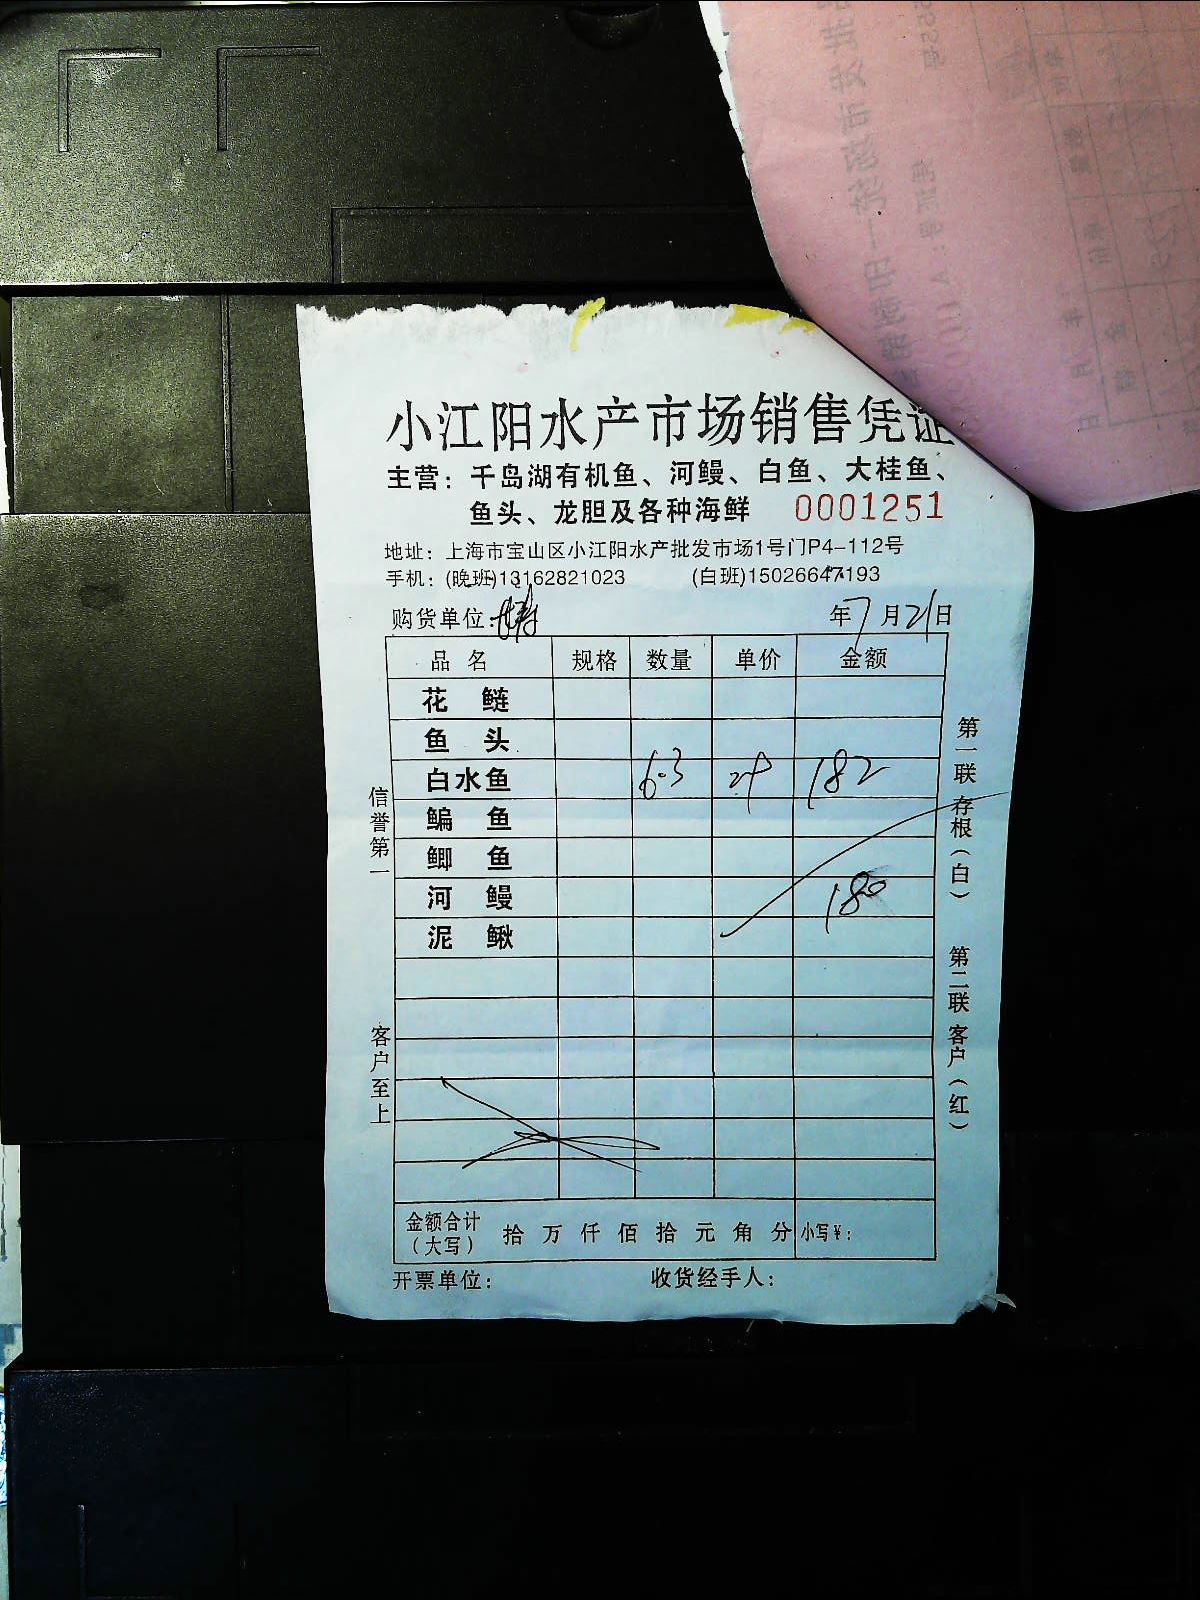 小江阳水产市场销售凭证
主营：千岛湖有机鱼、河鳗、白鱼、大桂鱼、
鱼头、龙胆及各种海鲜 0001251
地址：上海市宝山区小江阳水产批发市场1号门P4-112号
手机：(晚班)13162821023 (白班)15026647193
购货单位： 年7月21日
品名 规格 数量 单价 金额
花鲢
鱼头
白水鱼 6.3 29 182
鳊鱼
鲫鱼
河鳗 180
泥鳅
金额合计（大写） 拾万仟佰拾元角分 小写￥：
开票单位： 收货经手人：
信誉第一
客户至上
第一联 存根（白）
第二联 客户（红）